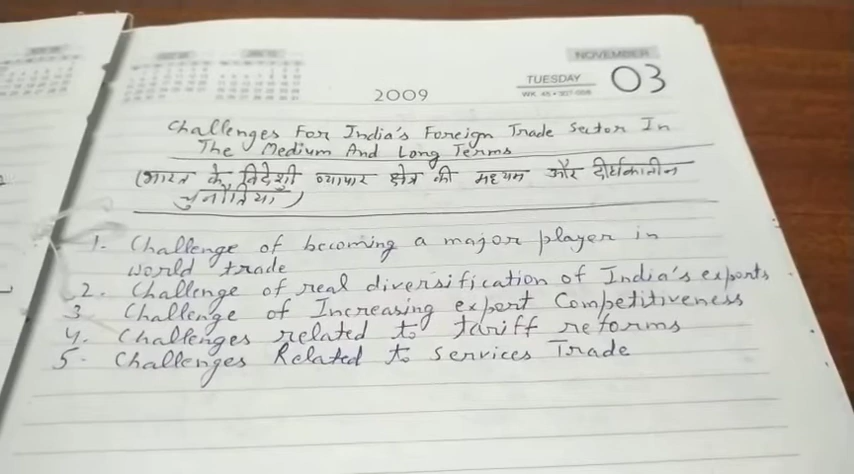 NOVEMBER
TUESDAY
03
2009
Challenges For India's Foreign Trade Sector In
The Medium And Long Terms
(भारत के विदेशी व्यापार क्षेत्र की मध्यम और दीर्घकालीन
चुनौतिया)
1. Challenge of becoming a major player in
world trade
2. Challenge of real diversification of India's exports
3 Challenge of Increasing export Competitiveness
4. Challenges related to tariff reforms
5. Challenges Related to Services Trade